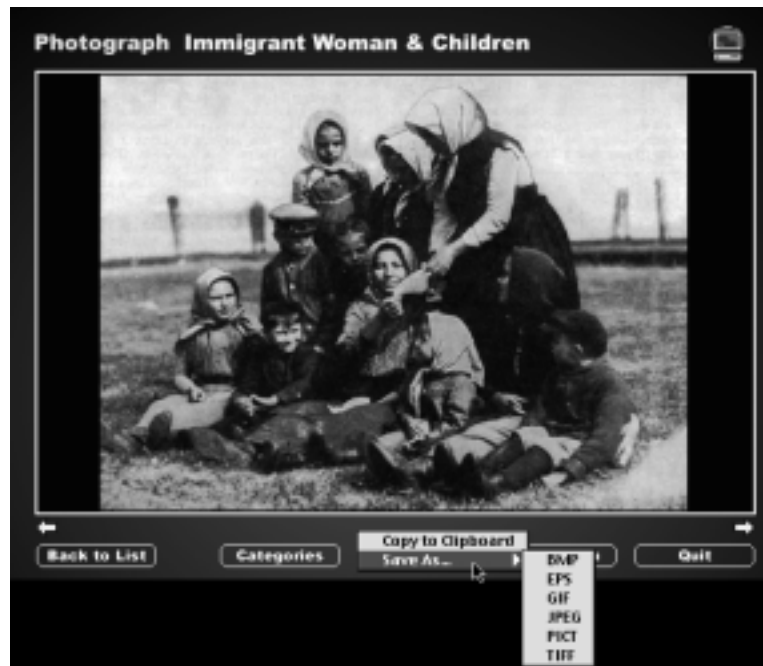 Photograph Immigrant Woman & Children
Back to List
Categories
Copy to Clipboard
Save As...
Quit
BMP
EPS
GIF
JPEG
PICT
TIFF